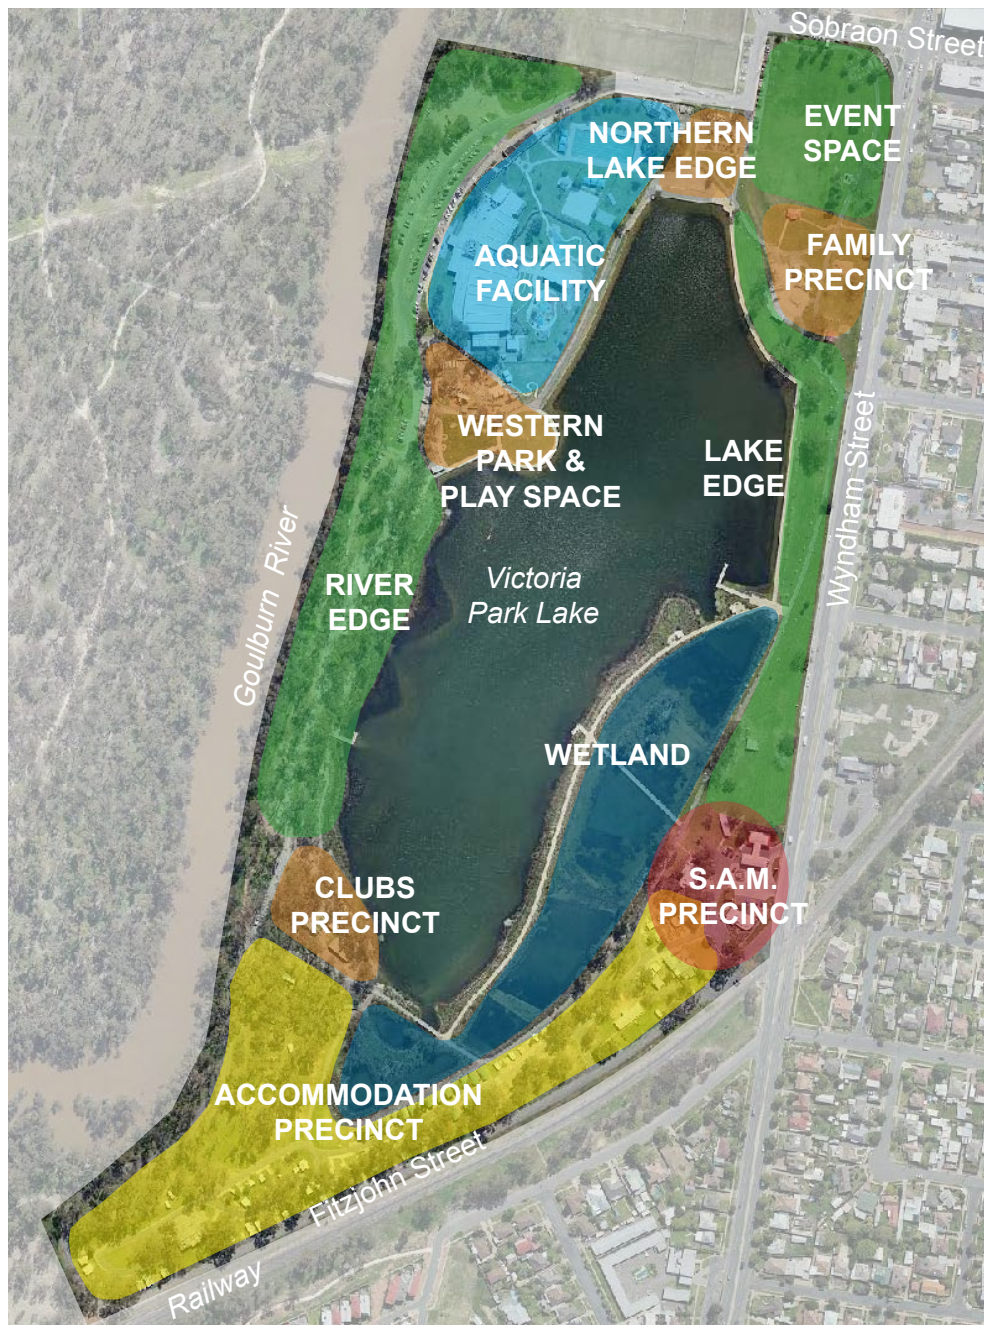 Sobraon Street
EVENT
SPACE
NORTHERN
LAKE EDGE
FAMILY
PRECINCT
AQUATIC
FACILITY
WESTERN
PARK &
PLAY SPACE
LAKE
EDGE
Wyndham Street
RIVER
EDGE
Victoria
Park Lake
Goulburn River
WETLAND
CLUBS
PRECINCT
S.A.M.
PRECINCT
ACCOMMODATION
PRECINCT
Fitzjohn Street
Railway